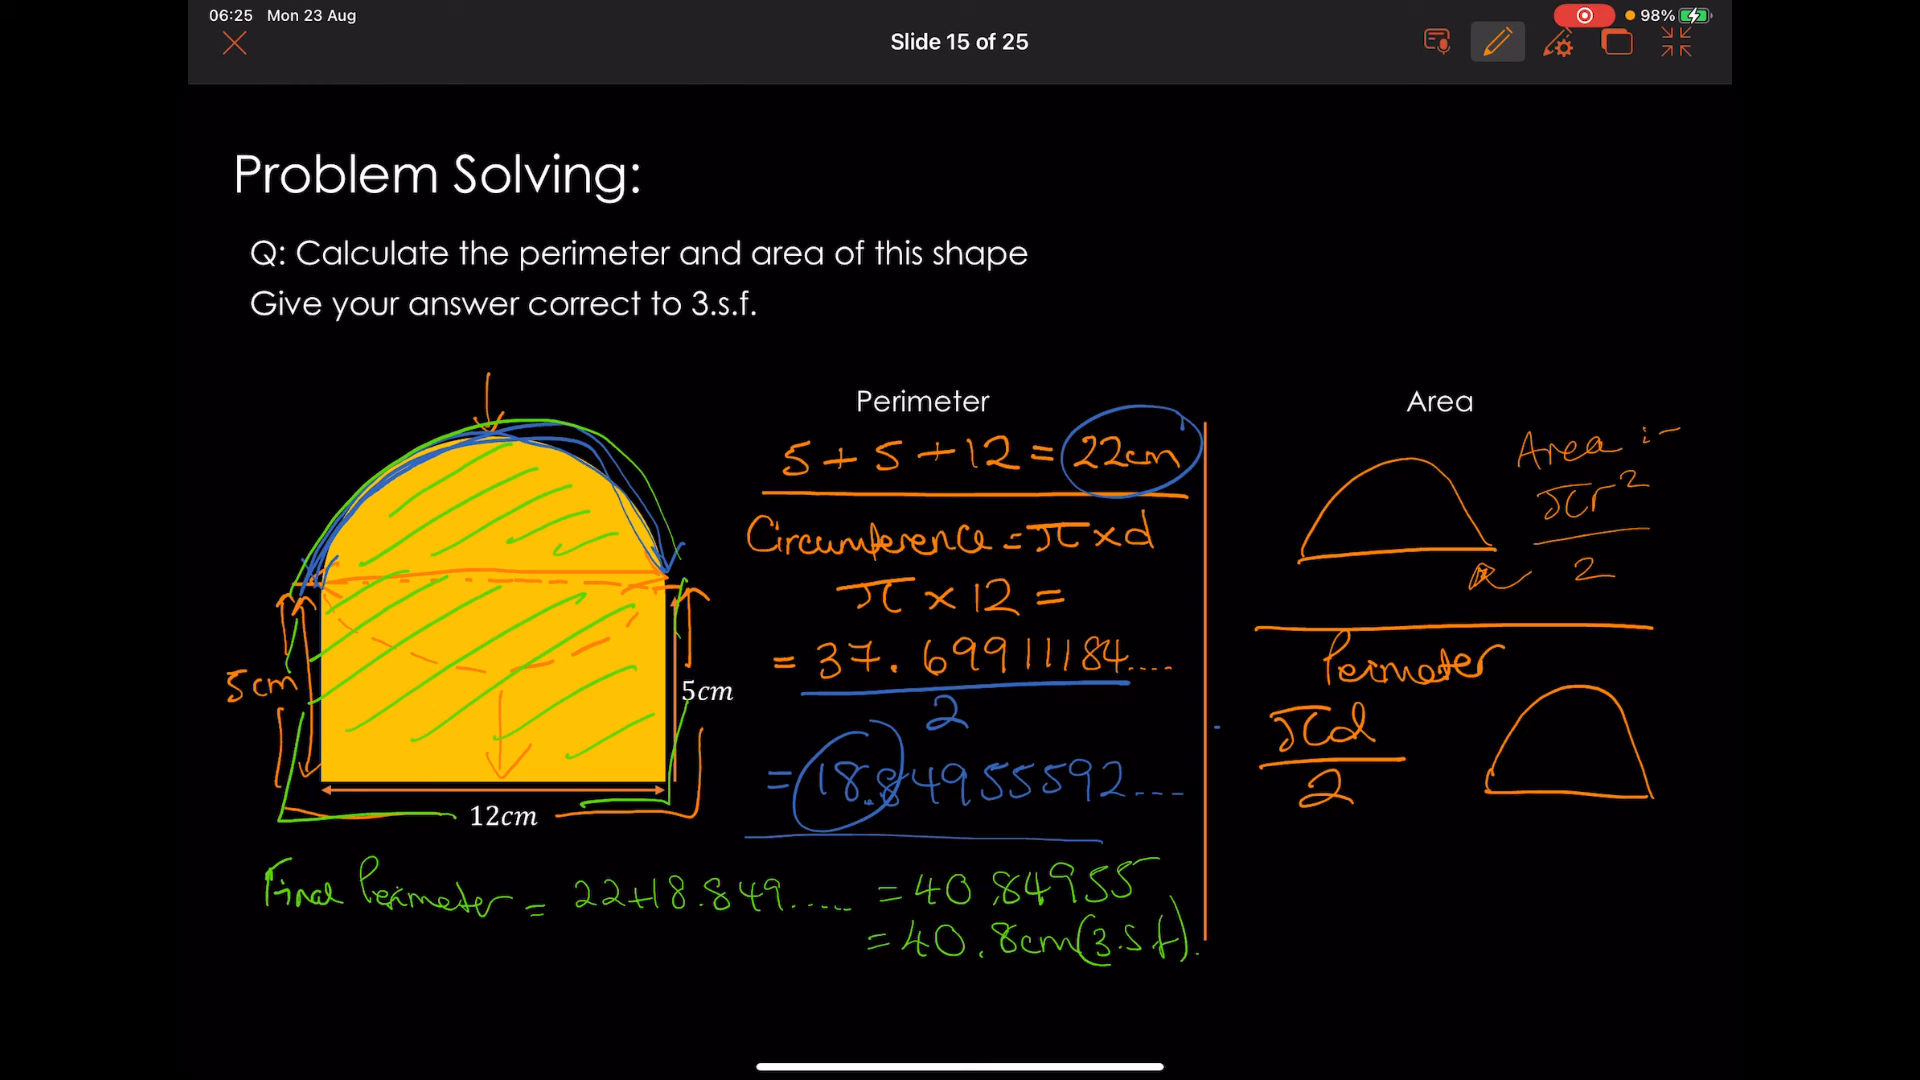 06:25 Mon 23 Aug
98%
Slide 15 of 25
Problem Solving:
Q: Calculate the perimeter and area of this shape
Give your answer correct to 3.s.f.
5cm
5cm
12cm
Perimeter
5 + 5 + 12 = 22cm
Circumference = π × d
π × 12 =
= 37.69911184....
2
= 18.84955592....
Final Perimeter = 22+18.849..... = 40.84955
= 40.8cm (3.s f).
Area
Area :-
πr²
2
Perimeter
πd
2